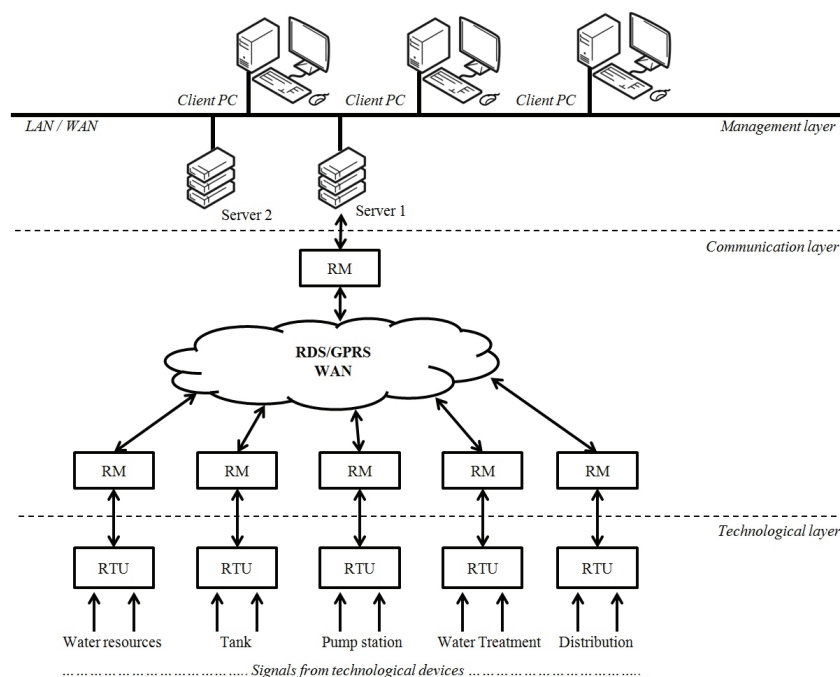 Client PC Client PC Client PC
LAN / WAN Management layer
Server 2 Server 1
Communication layer
RM
RDS/GPRS
WAN
RM RM RM RM RM
Technological layer
RTU RTU RTU RTU RTU
Water resources Tank Pump station Water Treatment Distribution
………………………………….. Signals from technological devices …………………………………..